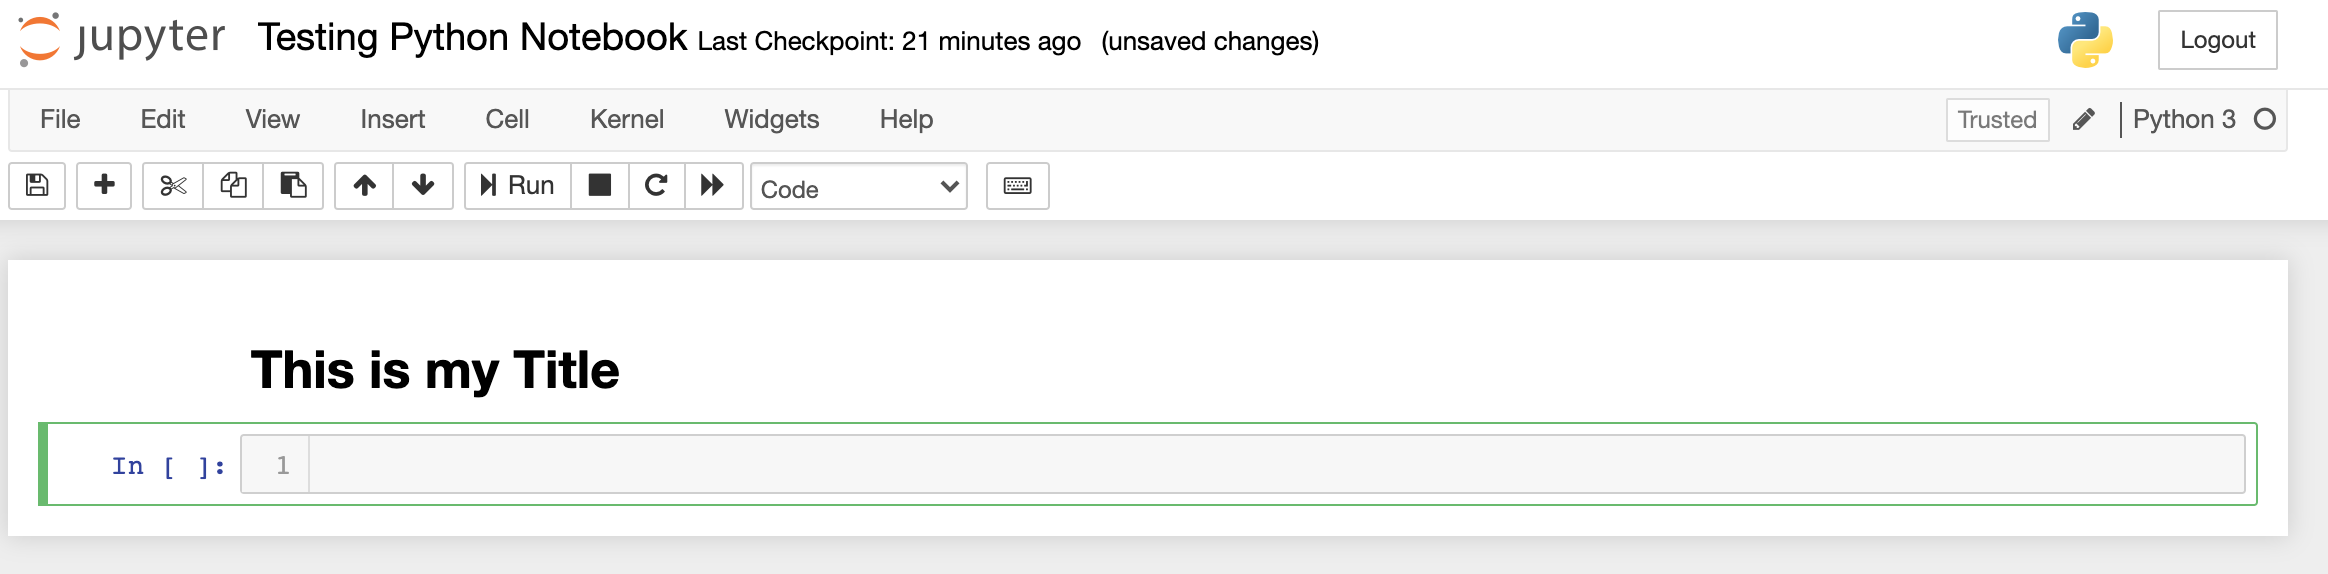 jupyter Testing Python Notebook Last Checkpoint: 21 minutes ago (unsaved changes) Logout
File Edit View Insert Cell Kernel Widgets Help Trusted Python 3
Run Code
This is my Title
In [ ]: 1